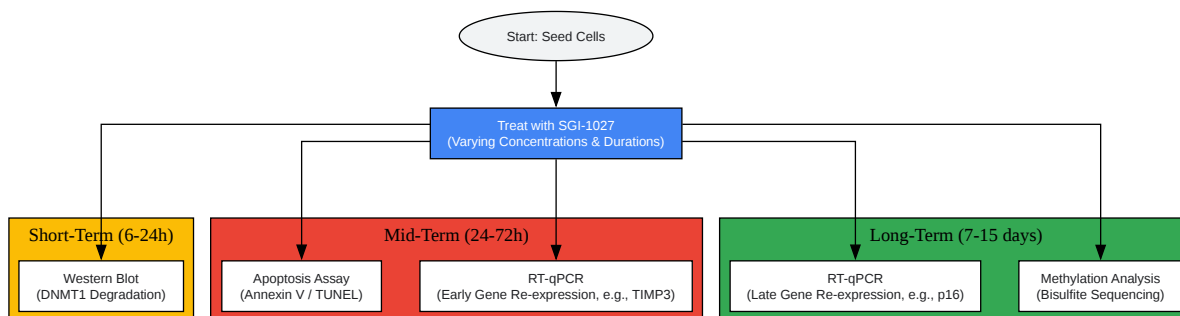 Start: Seed Cells
Treat with SGI-1027
(Varying Concentrations & Durations)
Short-Term (6-24h)
Western Blot
(DNMT1 Degradation)
Mid-Term (24-72h)
Apoptosis Assay
(Annexin V / TUNEL)
RT-qPCR
(Early Gene Re-expression, e.g., TIMP3)
Long-Term (7-15 days)
RT-qPCR
(Late Gene Re-expression, e.g., p16)
Methylation Analysis
(Bisulfite Sequencing)